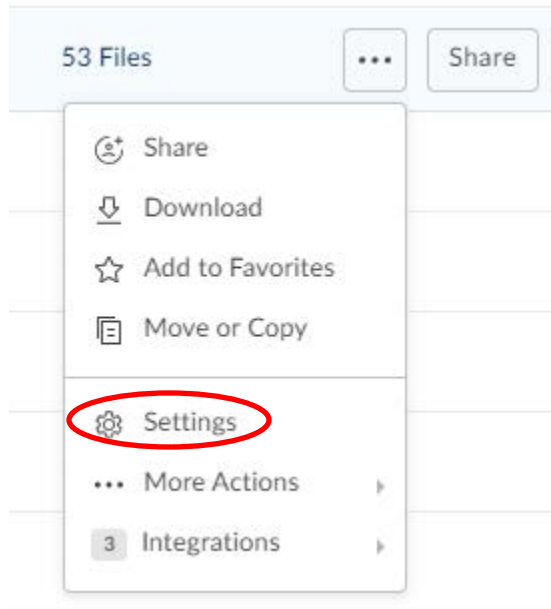 53 Files
Share
Share
Download
Add to Favorites
Move or Copy
Settings
More Actions
3 Integrations